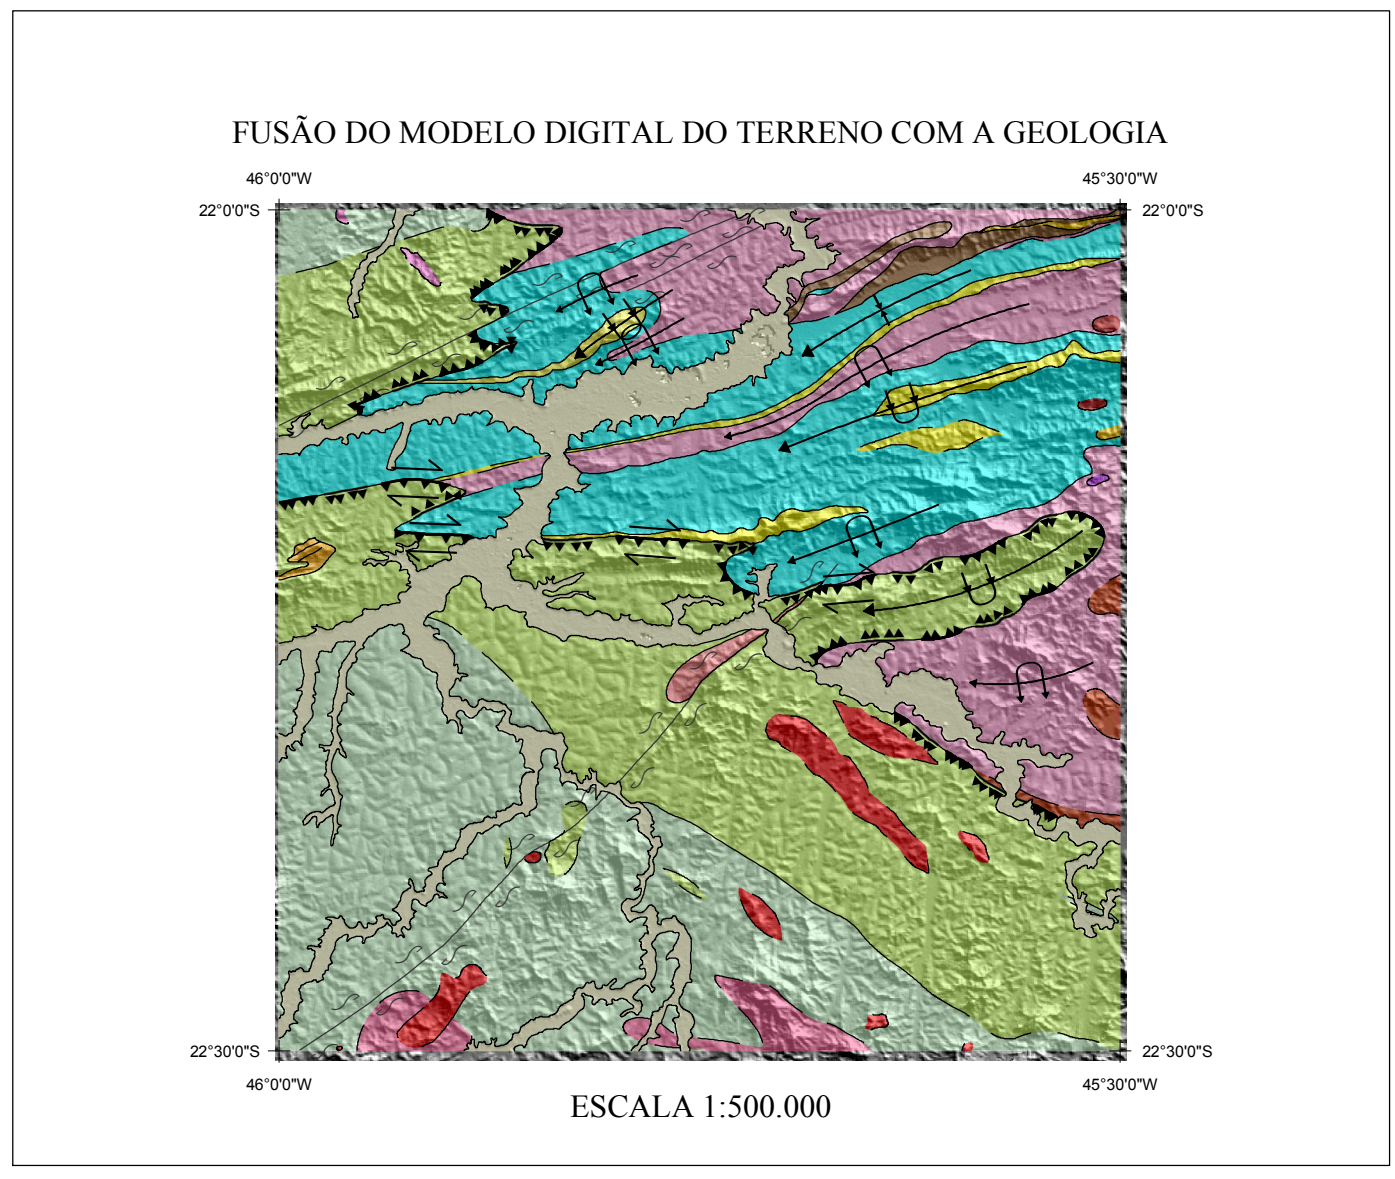 FUSÃO DO MODELO DIGITAL DO TERRENO COM A GEOLOGIA
46°0'0"W
45°30'0"W
22°0'0"S
22°0'0"S
22°30'0"S
22°30'0"S
46°0'0"W
45°30'0"W
ESCALA 1:500.000